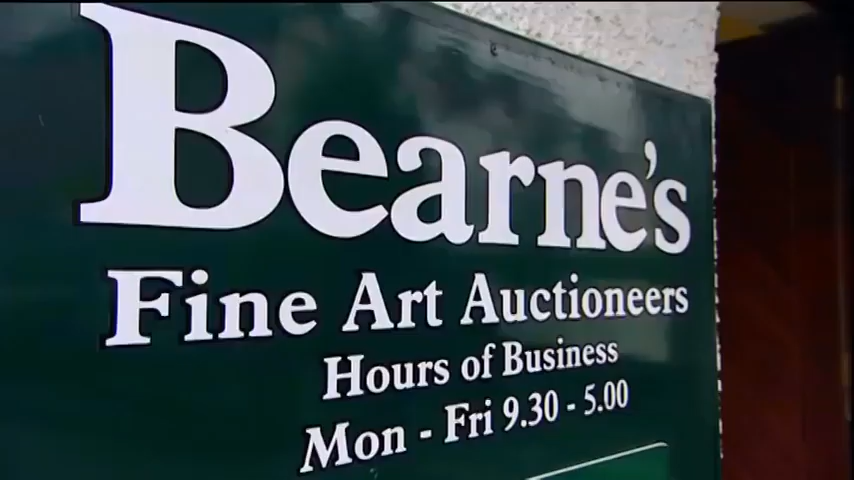 Bearne's
Fine Art Auctioneers
Hours of Business
Mon - Fri 9.30 - 5.00